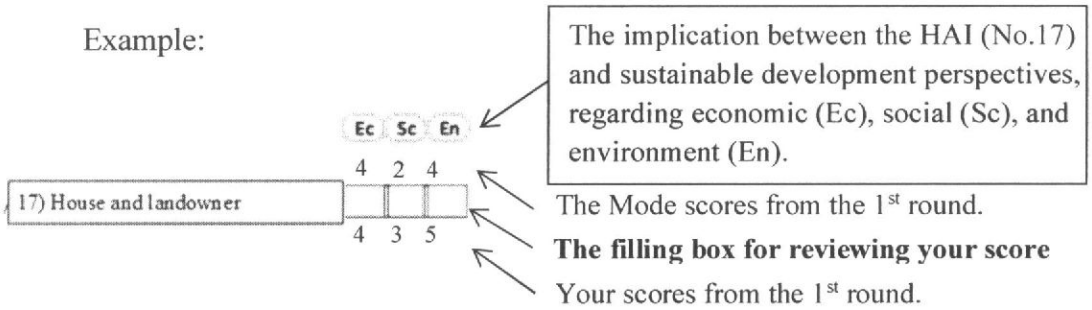 Example:
The implication between the HAI (No.17)
and sustainable development perspectives,
regarding economic (Ec), social (Sc), and
environment (En).
Ec Sc En
4 2 4
The Mode scores from the 1st round.
17) House and landowner
The filling box for reviewing your score
4 3 5
Your scores from the 1st round.